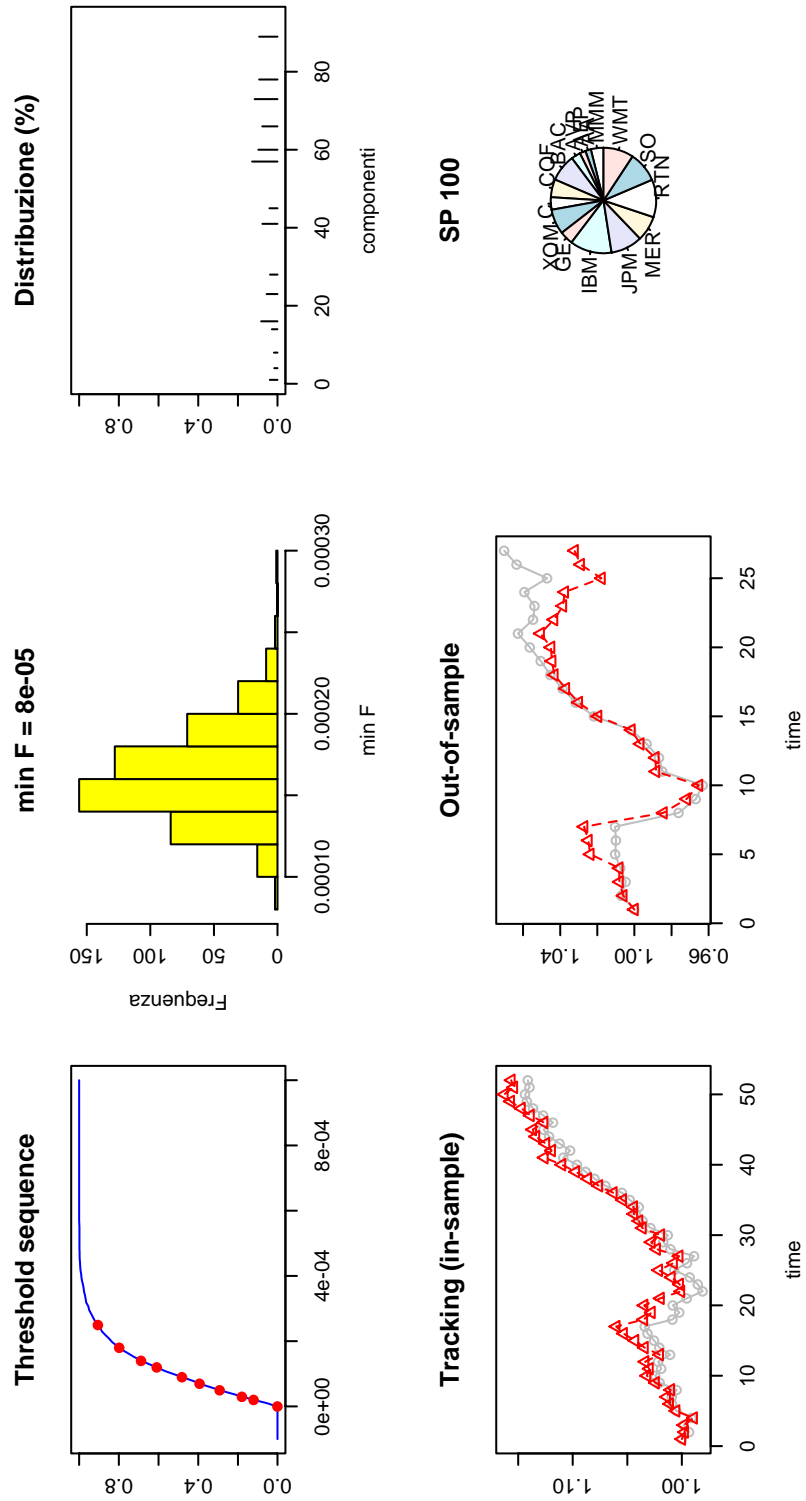 Threshold sequence
0.0
0.4
0.8
0e+00
4e-04
8e-04
min F = 8e-05
Frequenza
0
50
100
150
0.00010
0.00020
0.00030
min F
Distribuzione (%)
0.0
0.4
0.8
0
20
40
60
80
componenti
Tracking (in-sample)
1.00
1.10
0
10
20
30
40
50
time
Out-of-sample
0.96
1.00
1.04
0
5
10
15
20
25
time
SP 100
MMM
BAC
COF
C
XOM
GE
IBM
JPM
MER
RTN
SO
WMT